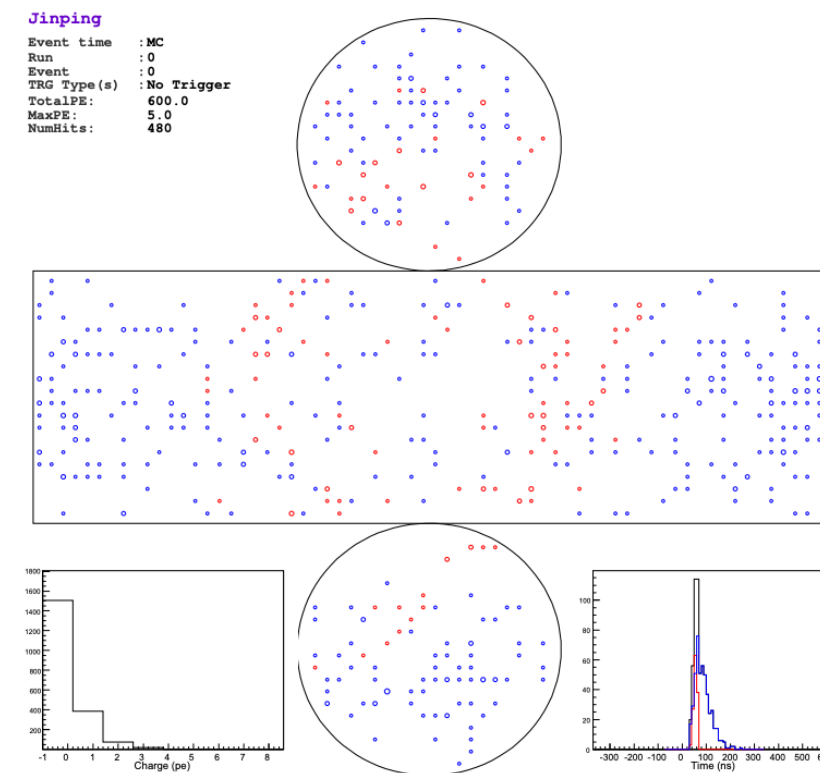 Jinping
Event time :MC
Run :0
Event :0
TRG Type(s) :No Trigger
TotalPE: 600.0
MaxPE: 5.0
NumHits: 480
1800
1600
1400
1200
1000
800
600
400
200
-1 0 1 2 3 4 5 6 7 8
Charge (pe)
100
80
60
40
20
0
-300 -200 -100 0 100 200 300 400 500 6
Time (ns)